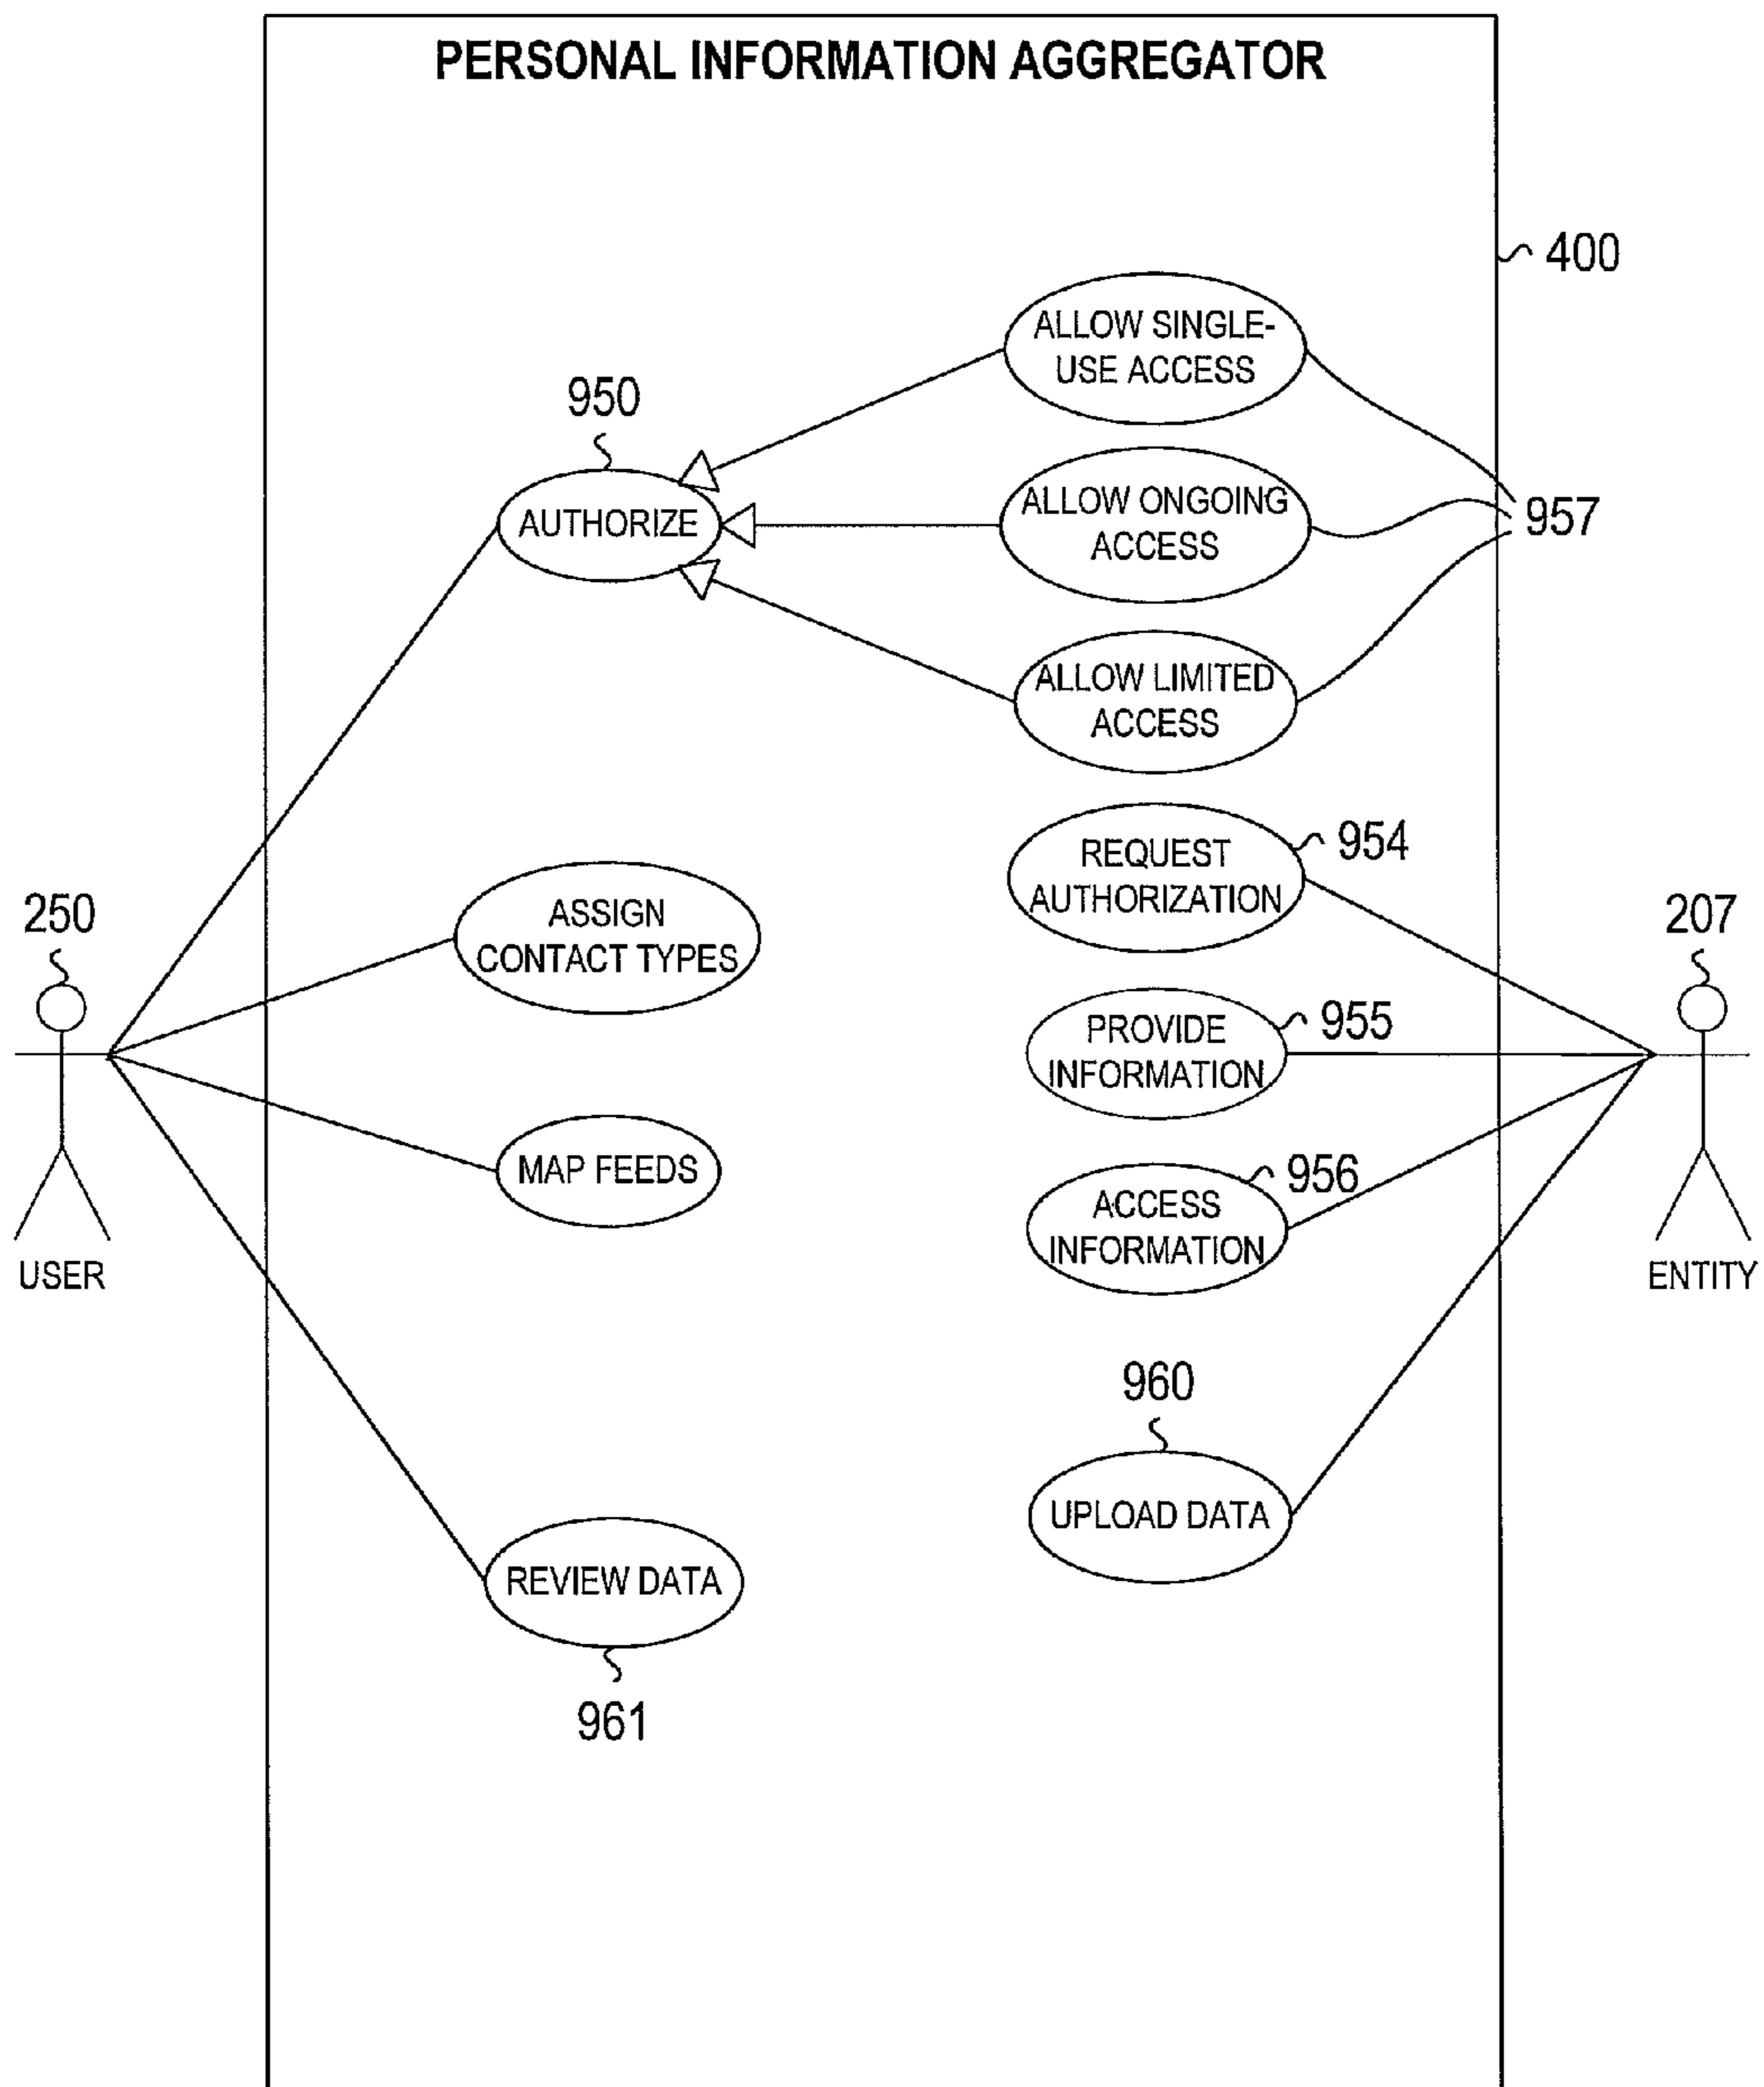 PERSONAL INFORMATION AGGREGATOR
400
ALLOW SINGLE-
USE ACCESS
950
AUTHORIZE
ALLOW ONGOING
ACCESS
957
ALLOW LIMITED
ACCESS
954
REQUEST
AUTHORIZATION
250
ASSIGN
CONTACT TYPES
207
955
PROVIDE
INFORMATION
MAP FEEDS
956
ACCESS
INFORMATION
USER
ENTITY
960
UPLOAD DATA
REVIEW DATA
961